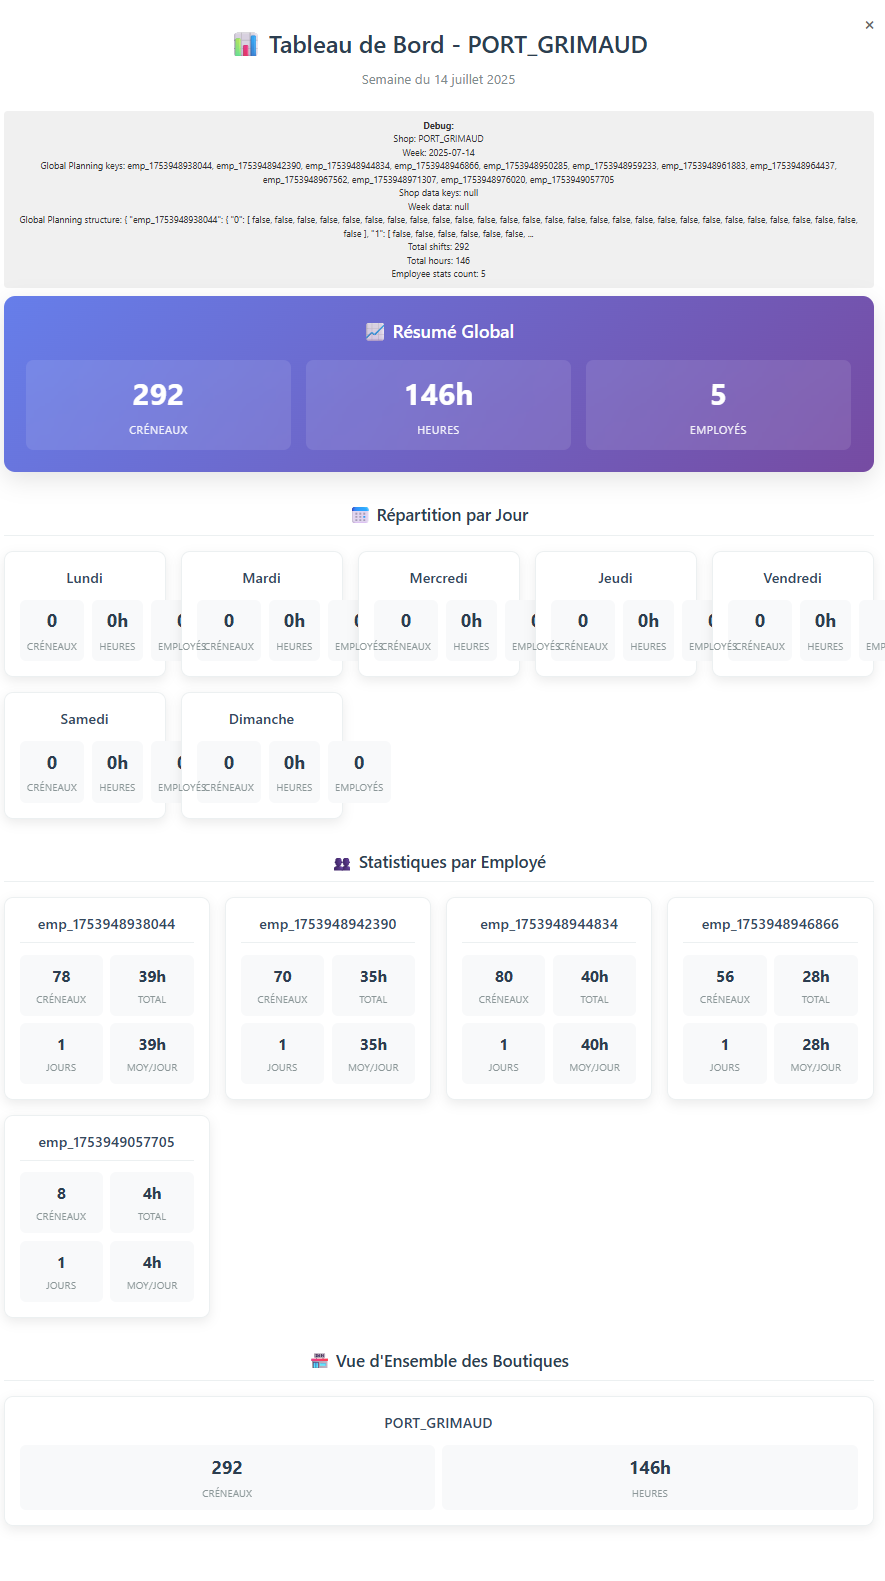 ×
Tableau de Bord - PORT_GRIMAUD
Semaine du 14 juillet 2025
Debug:
Shop: PORT_GRIMAUD
Week: 2025-07-14
Global Planning keys: emp_1753948938044, emp_1753948942390, emp_1753948944834, emp_1753948946866, emp_1753948950285, emp_1753948959233, emp_1753948961883, emp_1753948964437,
emp_1753948967562, emp_1753948971307, emp_1753948976020, emp_1753949057705
Shop data keys: null
Week data: null
Global Planning structure: { "emp_1753948938044": { "0": [ false, false, false, false, false, false, false, false, false, false, false, false, false, false, false, false, false, false, false, false, false, false, false, false, false, false, false,
false ], "1": [ false, false, false, false, false, false, ...
Total shifts: 292
Total hours: 146
Employee stats count: 5
Résumé Global
292 146h 5
CRÉNEAUX HEURES EMPLOYÉS
Répartition par Jour
Lundi Mardi Mercredi Jeudi Vendredi
0 0h 0 0 0h 0 0 0h 0 0 0h 0 0 0h
CRÉNEAUX HEURES EMPLOYÉS CRÉNEAUX HEURES EMPLOYÉS CRÉNEAUX HEURES EMPLOYÉS CRÉNEAUX HEURES EMPLOYÉS CRÉNEAUX HEURES EMP
Samedi Dimanche
0 0h 0 0 0h 0
CRÉNEAUX HEURES EMPLOYÉS CRÉNEAUX HEURES EMPLOYÉS
Statistiques par Employé
emp_1753948938044 emp_1753948942390 emp_1753948944834 emp_1753948946866
78 39h 70 35h 80 40h 56 28h
CRÉNEAUX TOTAL CRÉNEAUX TOTAL CRÉNEAUX TOTAL CRÉNEAUX TOTAL
1 39h 1 35h 1 40h 1 28h
JOURS MOY/JOUR JOURS MOY/JOUR JOURS MOY/JOUR JOURS MOY/JOUR
emp_1753949057705
8 4h
CRÉNEAUX TOTAL
1 4h
JOURS MOY/JOUR
Vue d'Ensemble des Boutiques
PORT_GRIMAUD
292 146h
CRÉNEAUX HEURES